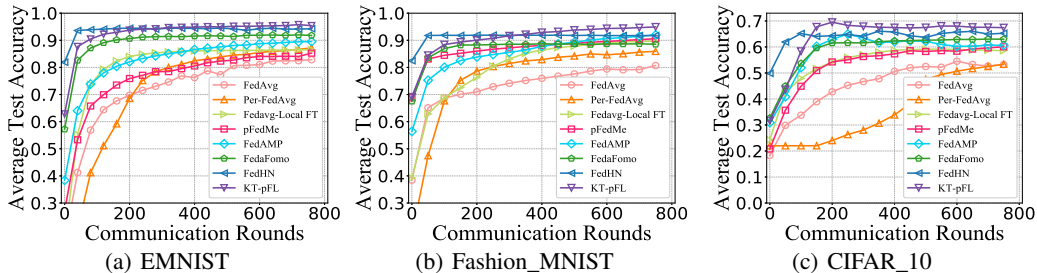 Average Test Accuracy
1.0
0.9
0.8
0.7
0.6
0.5
0.4
0.3
0 200 400 600 800
Communication Rounds
FedAvg
Per-FedAvg
Fedavg-Local FT
pFedMe
FedAMP
FedaFomo
FedHN
KT-pFL
(a) EMNIST
Average Test Accuracy
1.0
0.9
0.8
0.7
0.6
0.5
0.4
0.3
0 200 400 600 800
Communication Rounds
FedAvg
Per-FedAvg
Fedavg-Local FT
pFedMe
FedAMP
FedaFomo
FedHN
KT-pFL
(b) Fashion_MNIST
Average Test Accuracy
0.7
0.6
0.5
0.4
0.3
0.2
0.1
0.0
0 200 400 600 800
Communication Rounds
FedAvg
Per-FedAvg
Fedavg-Local FT
pFedMe
FedAMP
FedaFomo
FedHN
KT-pFL
(c) CIFAR_10